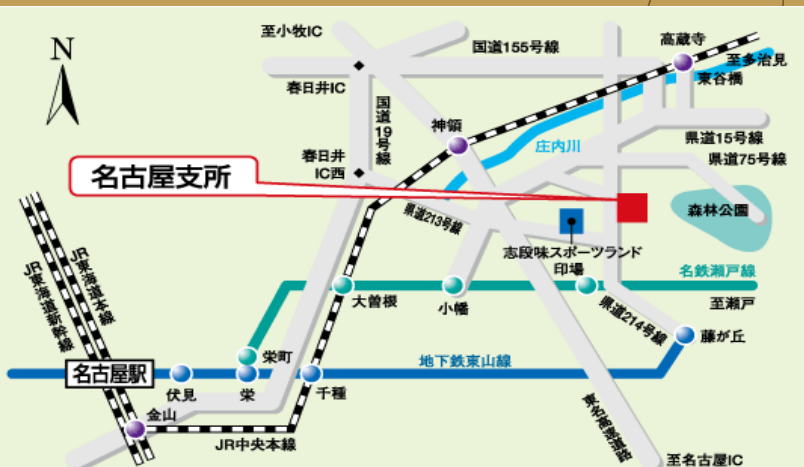 至小牧IC
国道155号線
高蔵寺
至多治見
東谷橋
N
春日井IC
国道19号線
神領
庄内川
県道15号線
県道75号線
春日井
IC西
名古屋支所
県道213号線
森林公園
志段味スポーツランド
印場
名鉄瀬戸線
JR東海道本線
JR東海道新幹線
大曽根
小幡
県道214号線
至瀬戸
栄町
藤が丘
地下鉄東山線
名古屋駅
伏見
栄
千種
金山
JR中央本線
東名高速道路
至名古屋IC